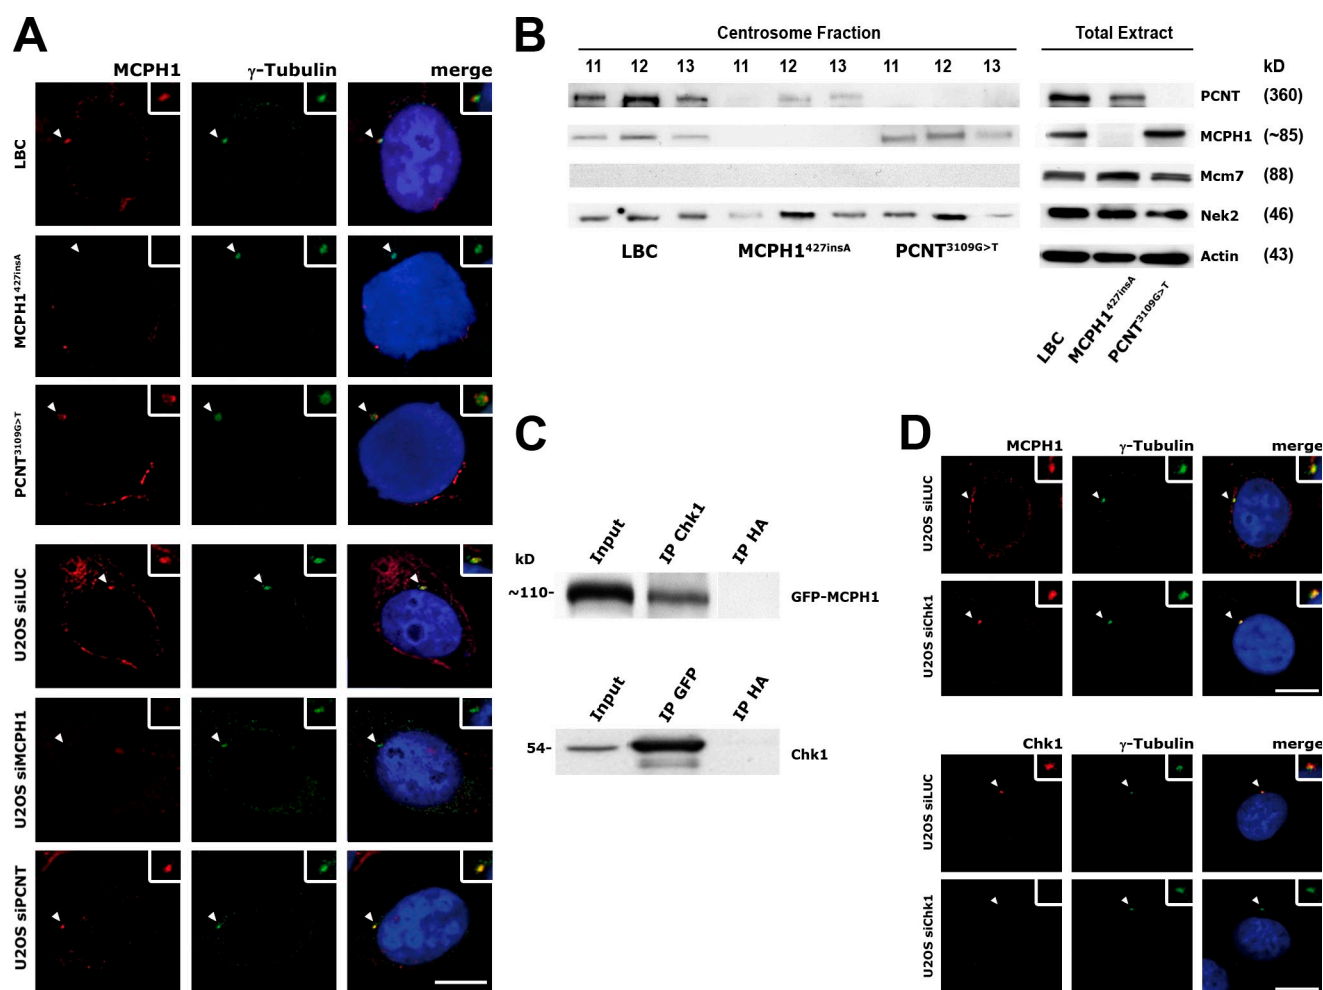 A
MCPH1 γ-Tubulin merge
LBC
MCPH1427insA
PCNT3109G>T
U2OS siLUC
U2OS siMCPH1
U2OS siPCNT
B
Centrosome Fraction Total Extract
11 12 13 11 12 13 11 12 13 kD
PCNT (360)
MCPH1 (~85)
Mcm7 (88)
Nek2 (46)
Actin (43)
LBC MCPH1427insA PCNT3109G>T
LBC MCPH1427insA PCNT3109G>T
C
Input IP Chk1 IP HA
kD
~110- GFP-MCPH1
Input IP GFP IP HA
54- Chk1
D
MCPH1 γ-Tubulin merge
U2OS siLUC
U2OS siChk1
Chk1 γ-Tubulin merge
U2OS siLUC
U2OS siChk1